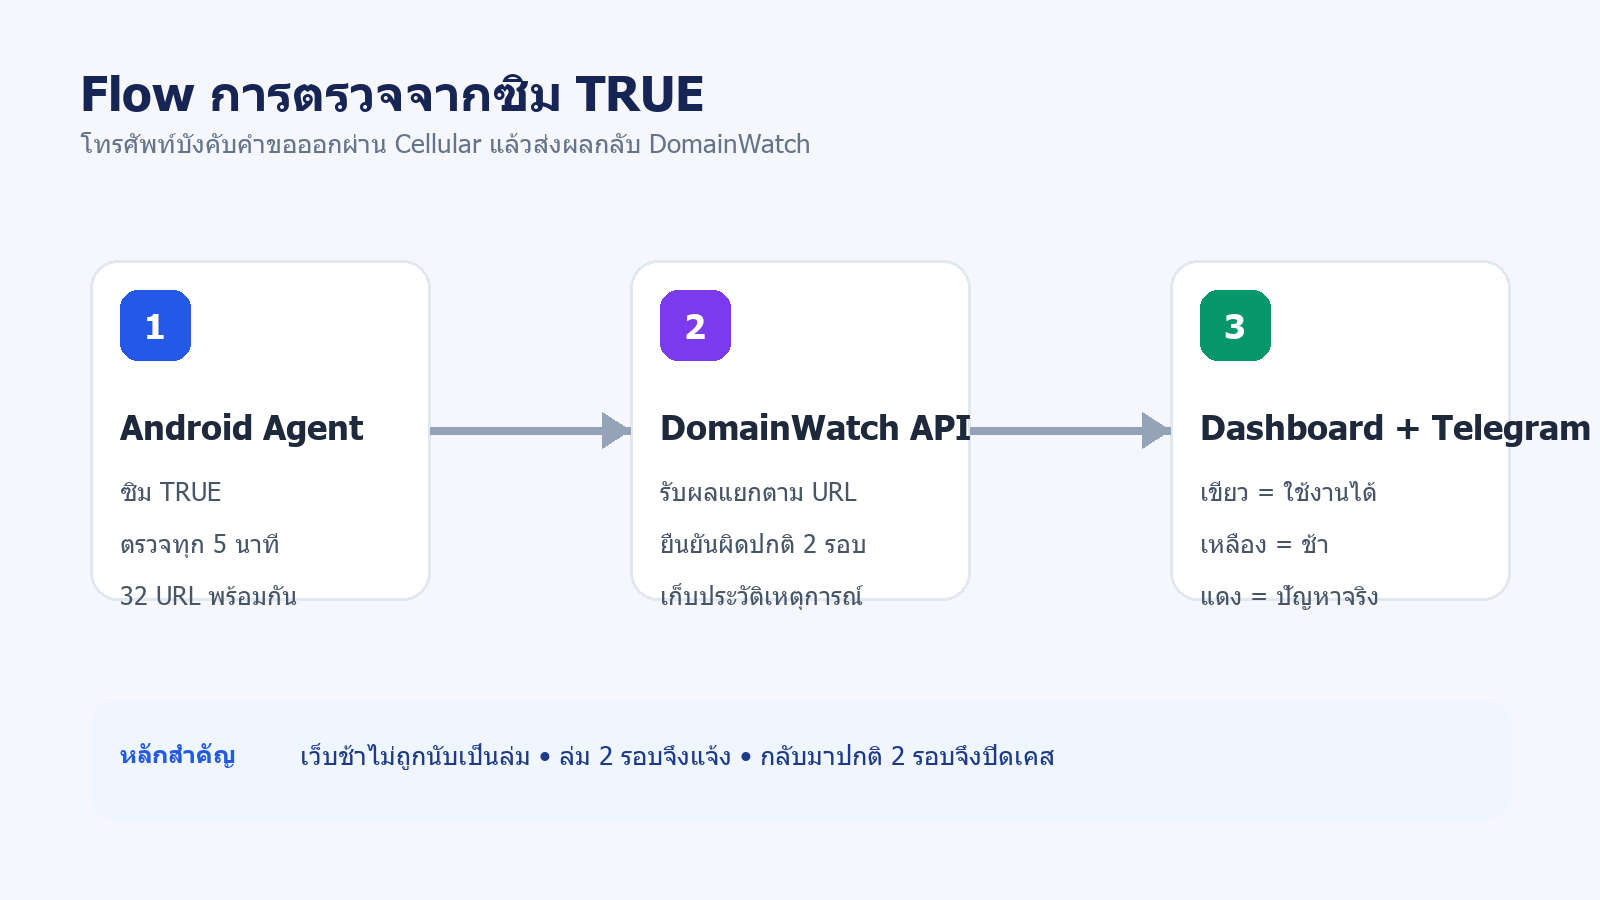 Flow การตรวจจากซิม TRUE
โทรศัพท์บังคับคำขอออกผ่าน Cellular แล้วส่งผลกลับ DomainWatch
1
Android Agent
ซิม TRUE
ตรวจทุก 5 นาที
32 URL พร้อมกัน
2
DomainWatch API
รับผลแยกตาม URL
ยืนยันผิดปกติ 2 รอบ
เก็บประวัติเหตุการณ์
3
Dashboard + Telegram
เขียว = ใช้งานได้
เหลือง = ช้า
แดง = ปัญหาจริง
หลักสำคัญ
เว็บช้าไม่ถูกนับเป็นล่ม • ล่ม 2 รอบจึงแจ้ง • กลับมาปกติ 2 รอบจึงปิดเคส